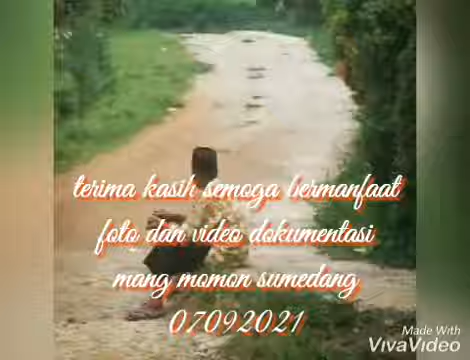 terima kasih semoga bermanfaat
foto dan video dokumentasi
mang momon sumedang
07092021
Made With
VivaVideo